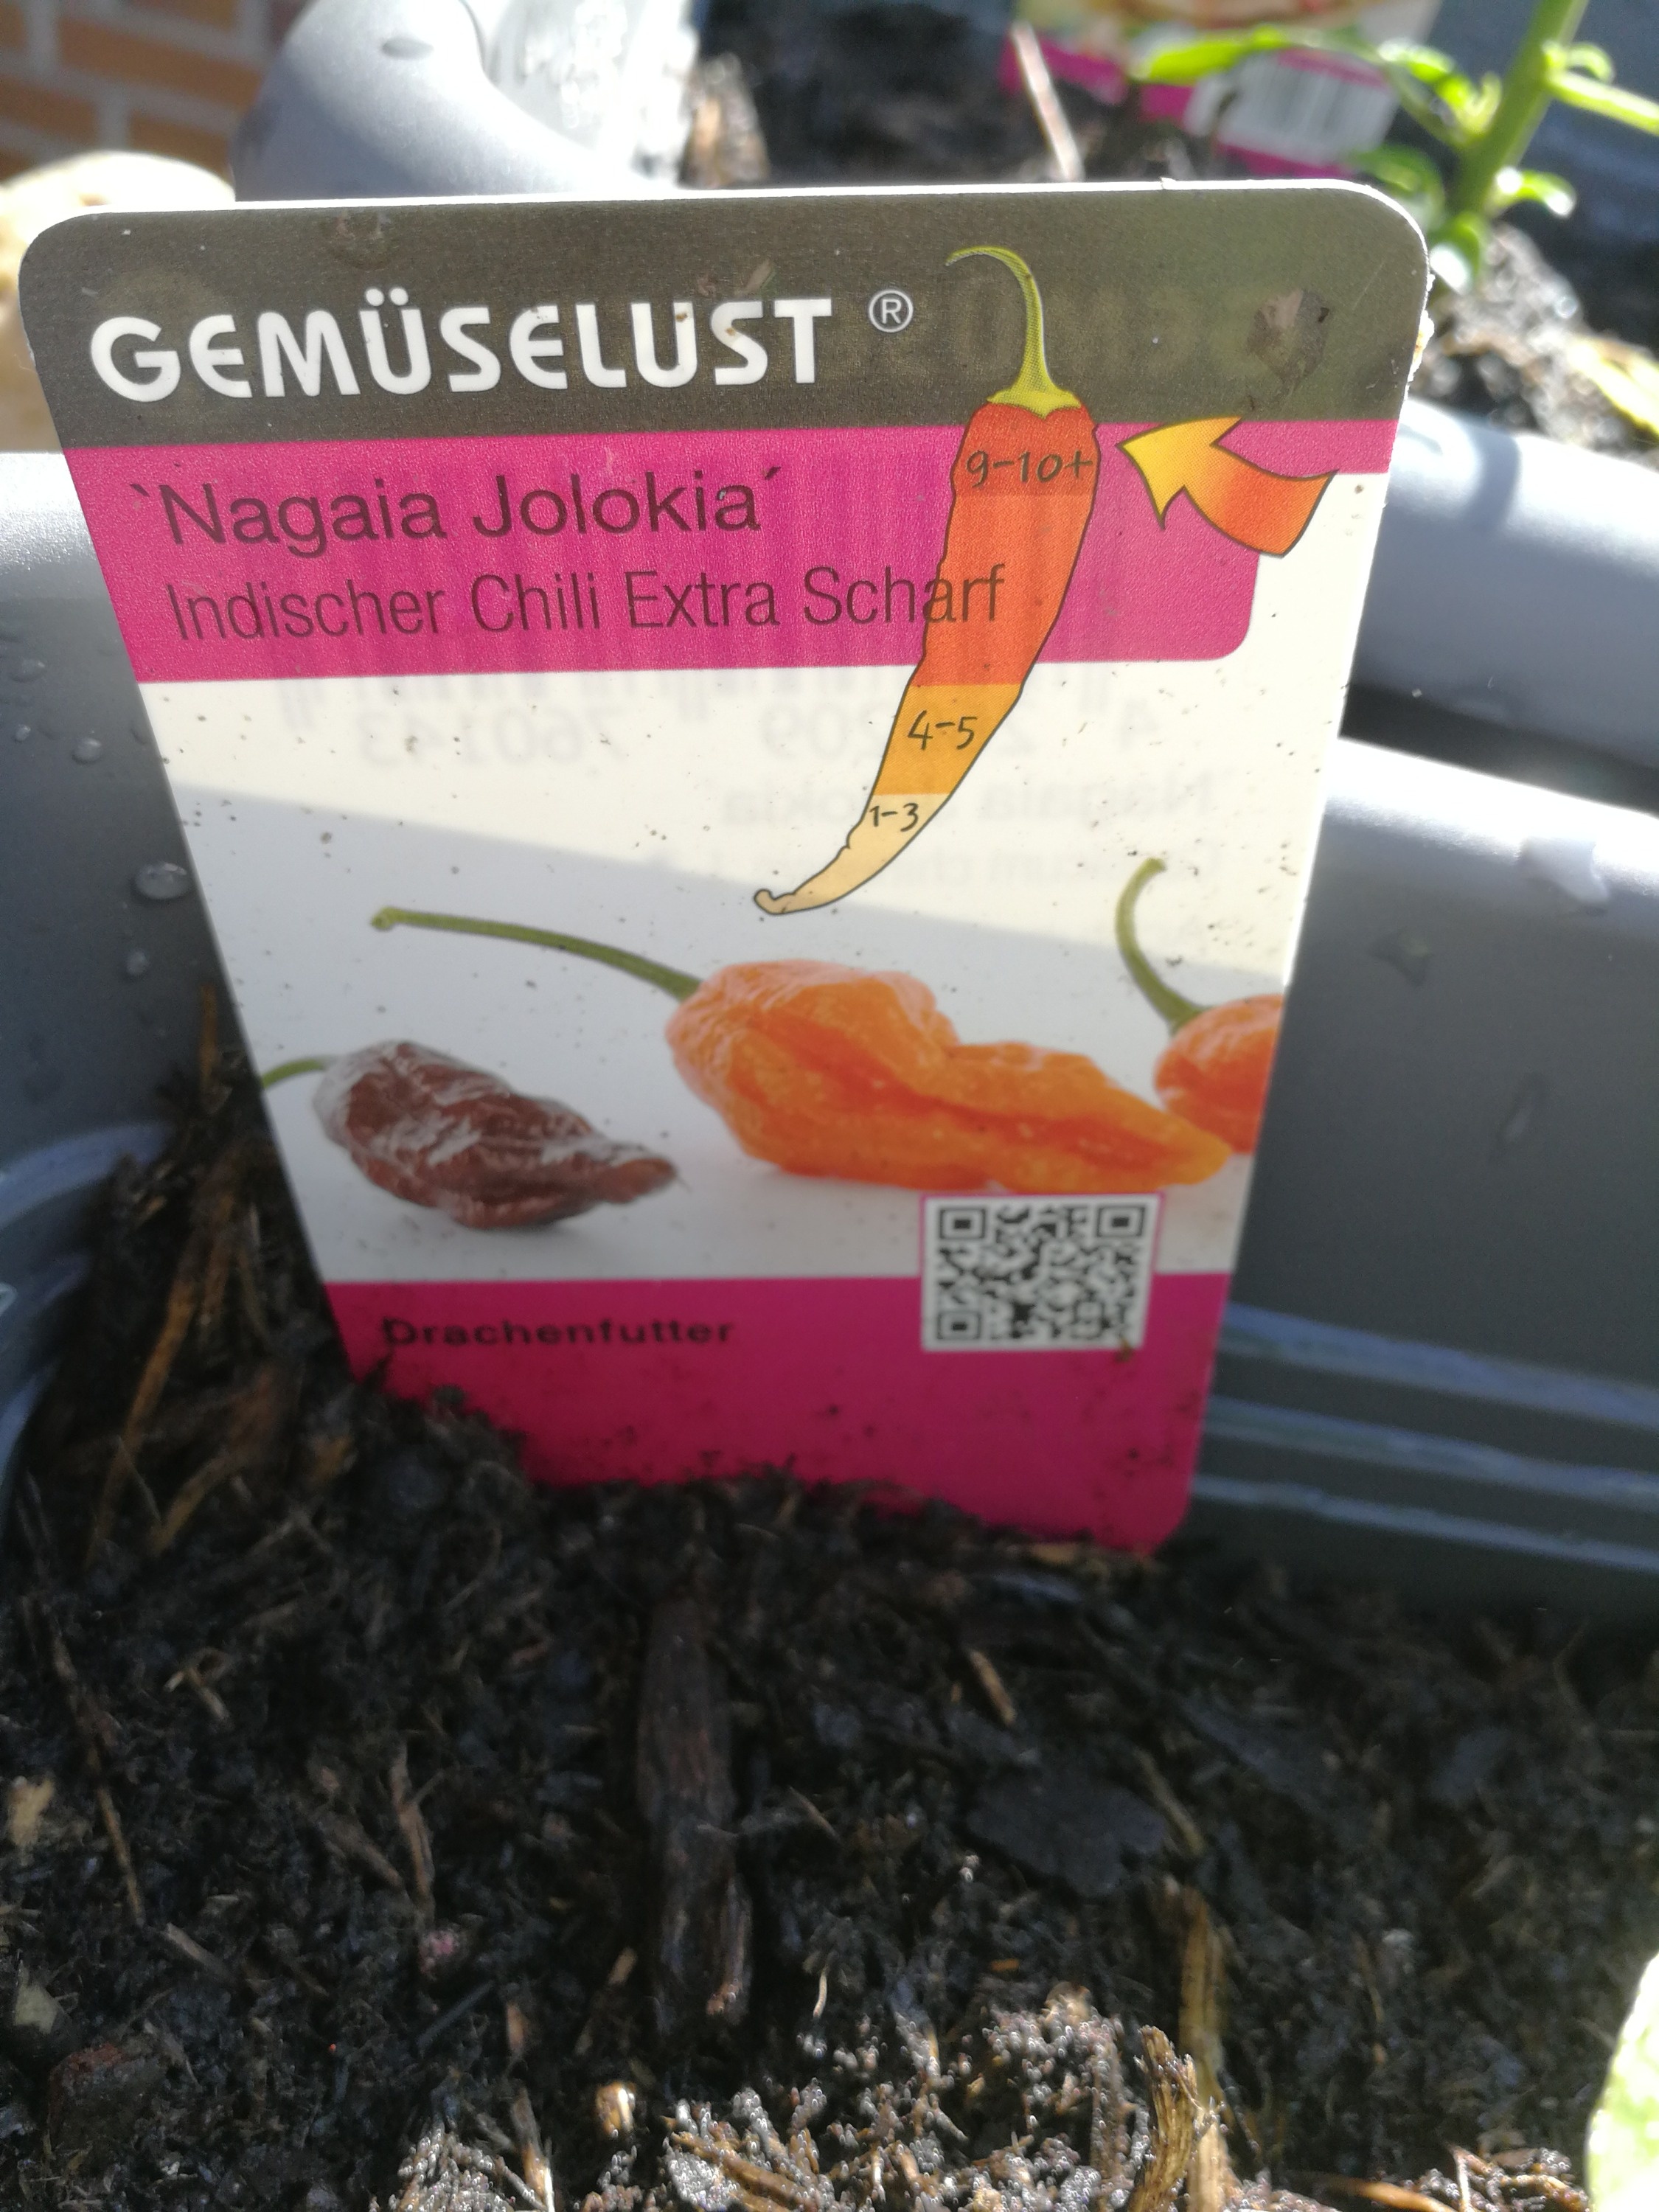 GEMÜSELUST ®
`Nagaia Jolokia´
Indischer Chili Extra Scharf
9-10+
4-5
1-3
Drachenfutter